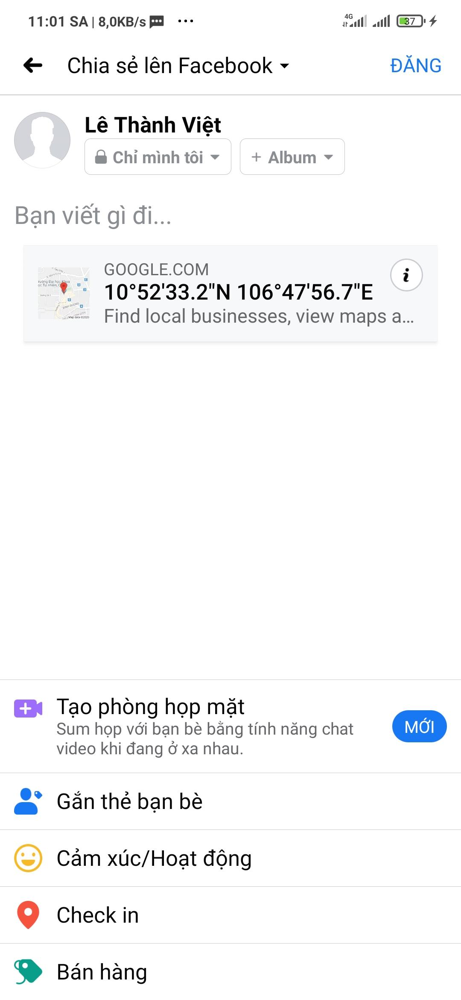 11:01 SA | 8,0KB/s ...
4G
37
Chia sẻ lên Facebook
ĐĂNG
Lê Thành Việt
Chỉ mình tôi
+ Album
Bạn viết gì đi...
GOOGLE.COM
10°52'33.2"N 106°47'56.7"E
Find local businesses, view maps a...
rường Đại học Khoa
ọc Tự nhiên,
BINH DUONG
Map data ©2020
Tạo phòng họp mặt
Sum họp với bạn bè bằng tính năng chat
video khi đang ở xa nhau.
MỚI
Gắn thẻ bạn bè
Cảm xúc/Hoạt động
Check in
Bán hàng